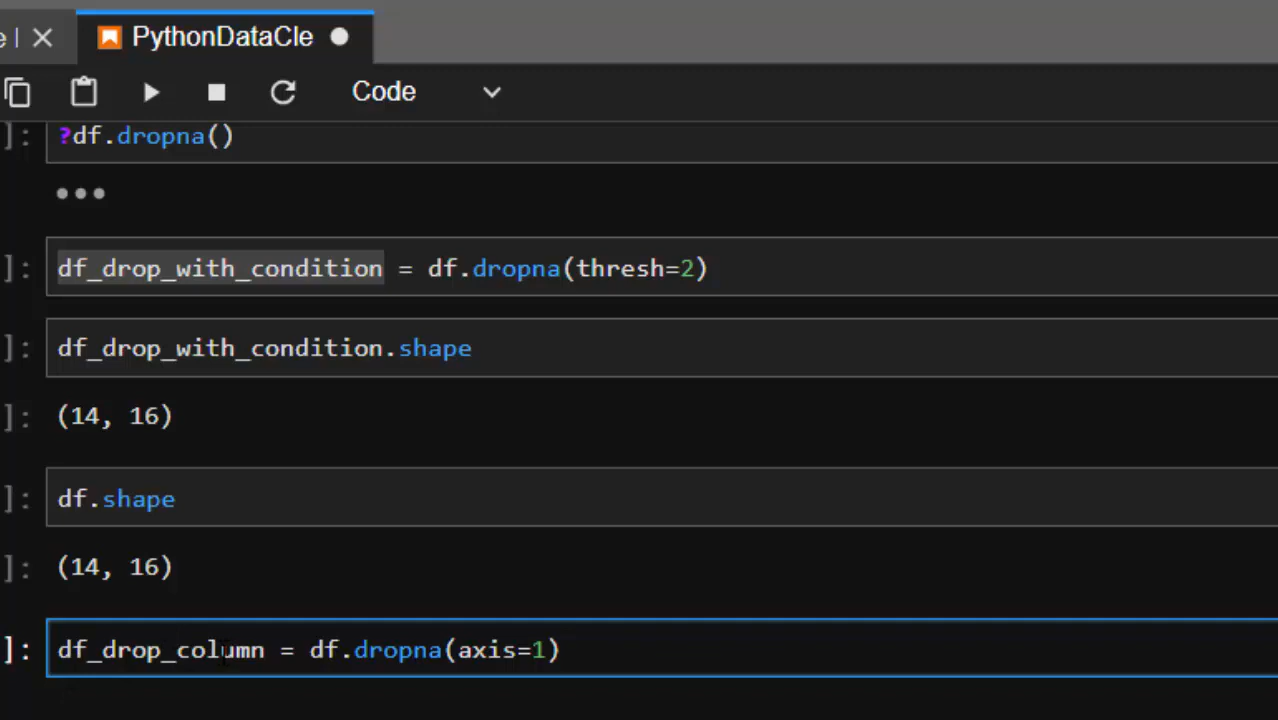 e |
PythonDataCle
Code
]: ?df.dropna()
]: df_drop_with_condition = df.dropna(thresh=2)
]: df_drop_with_condition.shape
]: (14, 16)
]: df.shape
]: (14, 16)
]: df_drop_column = df.dropna(axis=1)